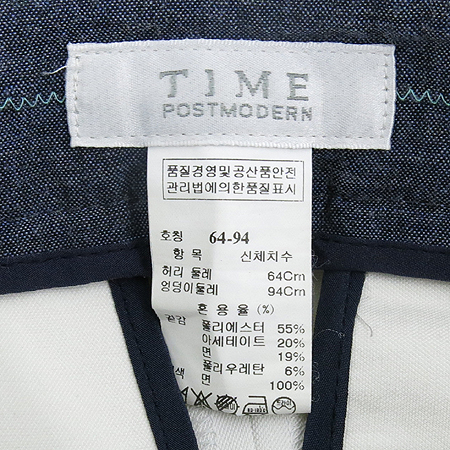 TIME
POSTMODERN
품질경영및공산품안전
관리법에의한품질표시
호칭 64-94
항목 신체치수
허리 둘레 64Cm
엉덩이둘레 94Cm
혼용율(%)
폴리에스터 55%
아세테이트 20%
면 19%
폴리우레탄 6%
면 100%